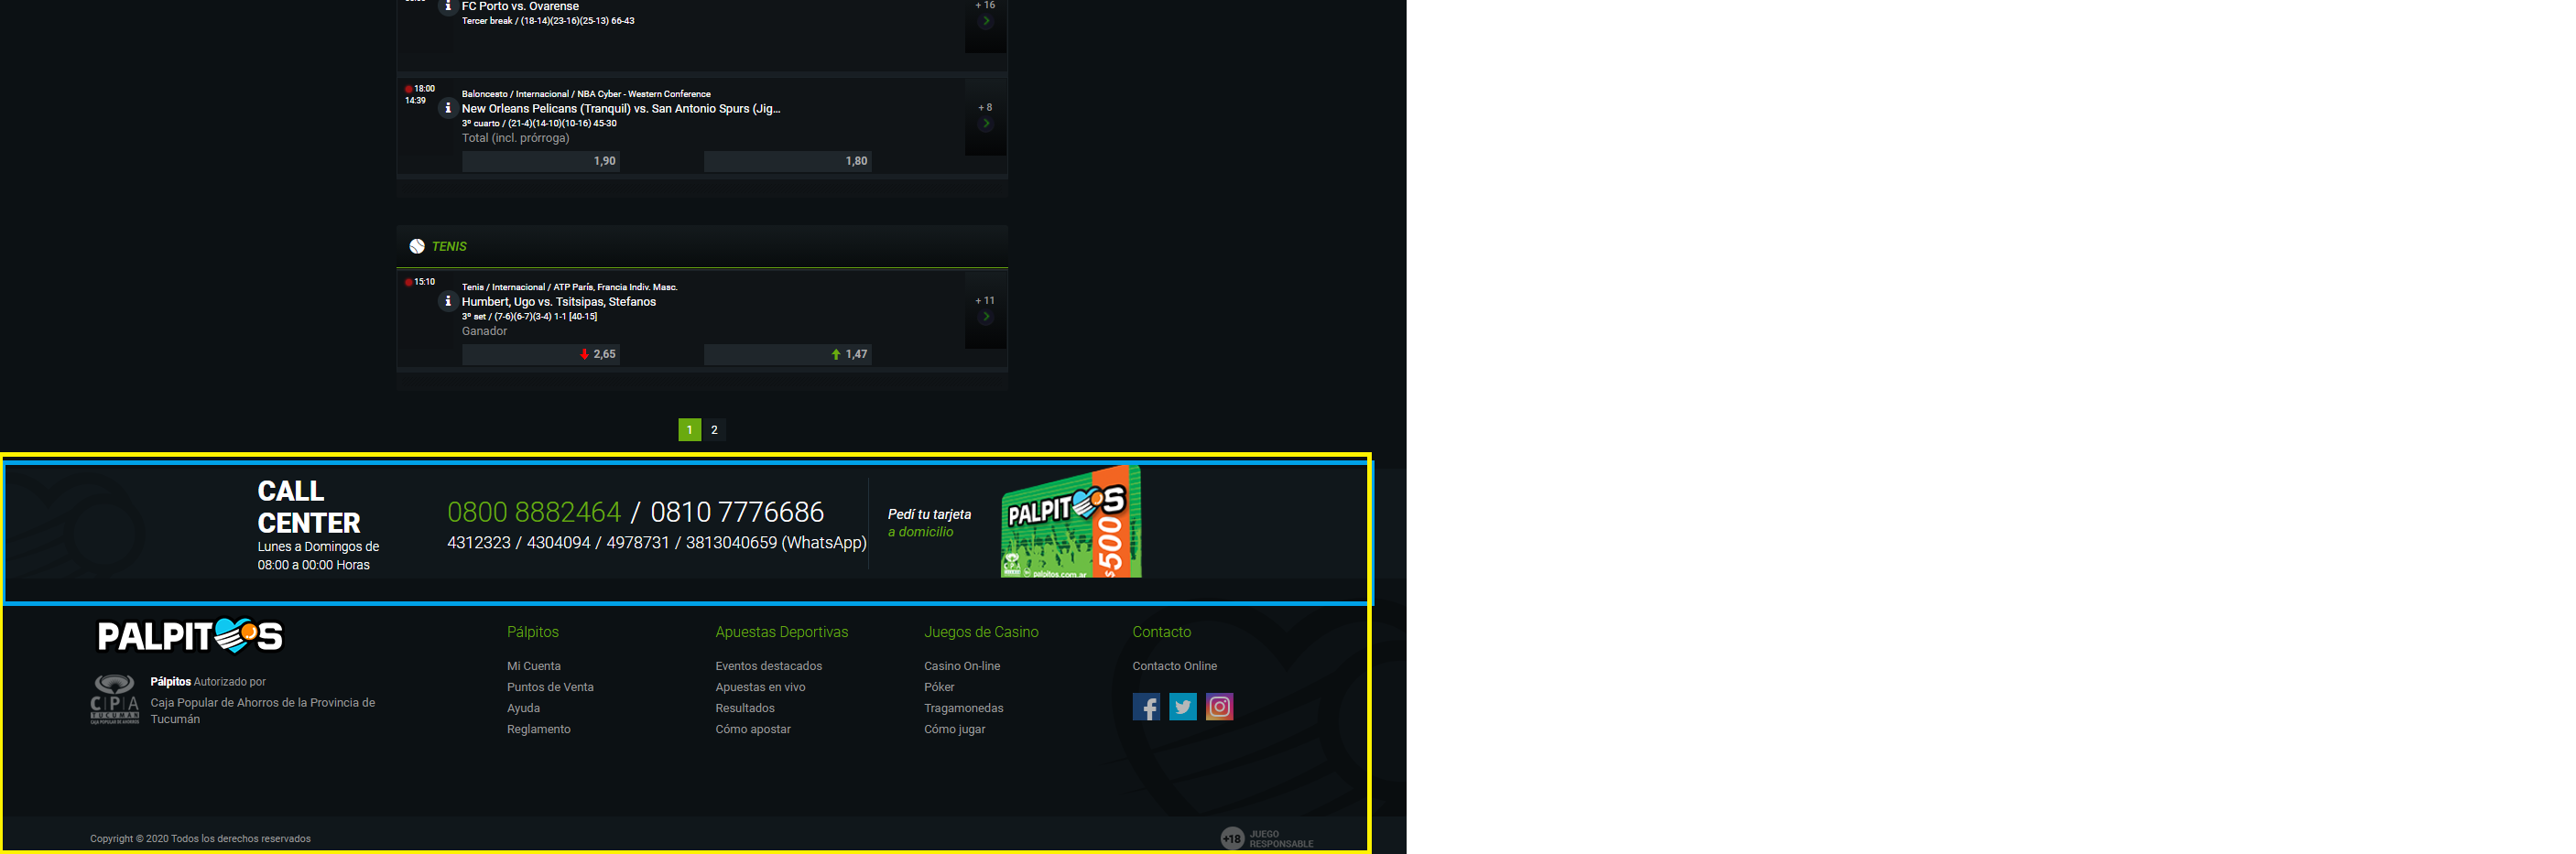 FC Porto vs. Ovarense
Tercer break / (18-14)(23-16)(25-13) 66-43
+ 16
18:00
14:39
Baloncesto / Internacional / NBA Cyber - Western Conference
New Orleans Pelicans (Tranquil) vs. San Antonio Spurs (Jig...
3º cuarto / (21-4)(14-10)(10-16) 45-30
Total (incl. prórroga)
1,90
1,80
+ 8
TENIS
15:10
Tenis / Internacional / ATP París, Francia Indiv. Masc.
Humbert, Ugo vs. Tsitsipas, Stefanos
3º set / (7-6)(6-7)(3-4) 1-1 [40-15]
Ganador
2,65
1,47
+ 11
1 2
CALL
CENTER
Lunes a Domingos de
08:00 a 00:00 Horas
0800 8882464 / 0810 7776686
4312323 / 4304094 / 4978731 / 3813040659 (WhatsApp)
Pedí tu tarjeta
a domicilio
PALPITOS
$500
CPA
palpitos.com.ar
PALPITOS
CPA
TUCUMAN
CAJA POPULAR DE AHORROS
Pálpitos Autorizado por
Caja Popular de Ahorros de la Provincia de
Tucumán
Pálpitos
Mi Cuenta
Puntos de Venta
Ayuda
Reglamento
Apuestas Deportivas
Eventos destacados
Apuestas en vivo
Resultados
Cómo apostar
Juegos de Casino
Casino On-line
Póker
Tragamonedas
Cómo jugar
Contacto
Contacto Online
Copyright © 2020 Todos los derechos reservados
+18
JUEGO
RESPONSABLE